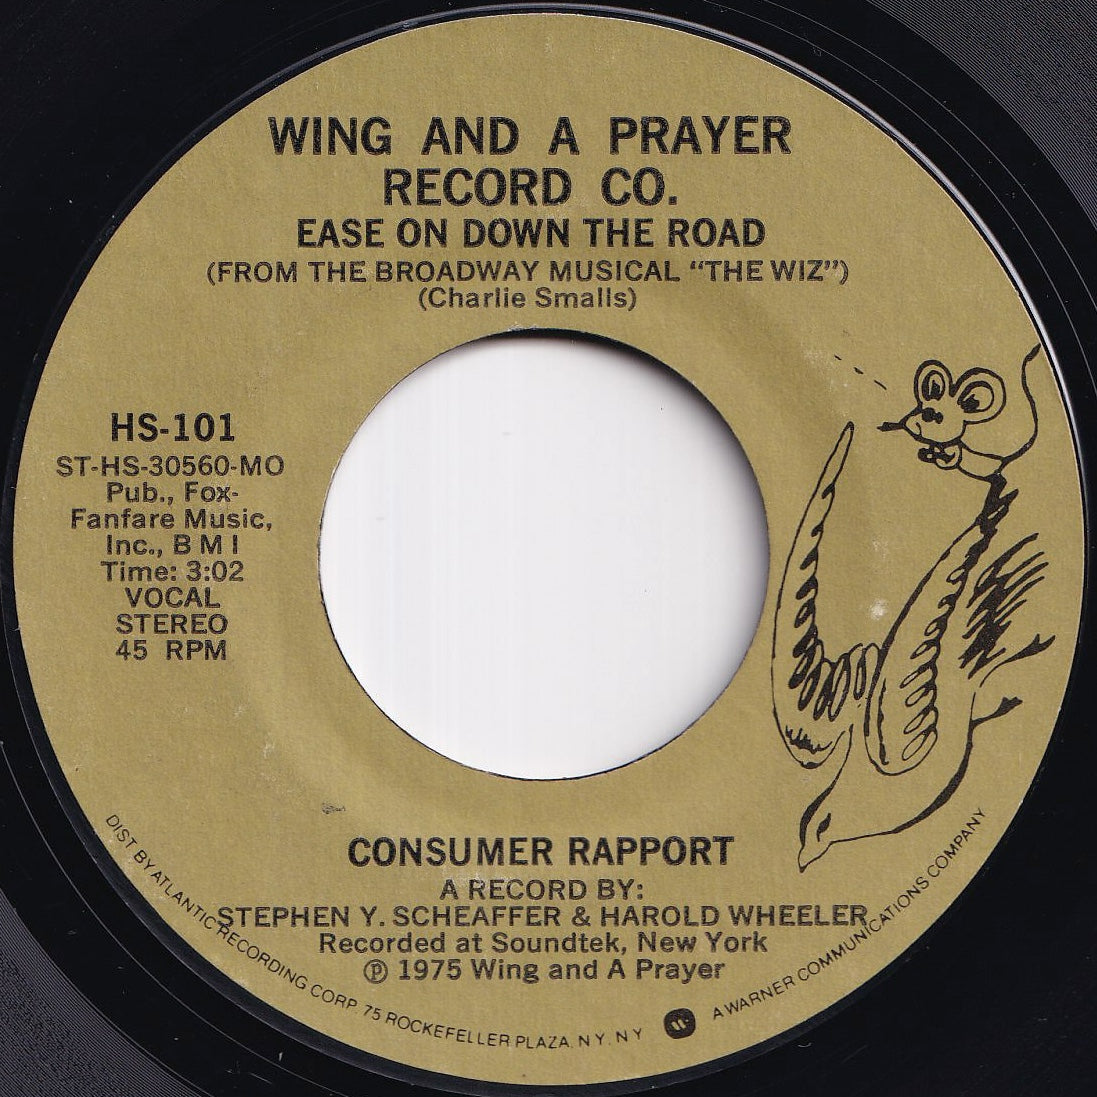 WING AND A PRAYER
RECORD CO.
EASE ON DOWN THE ROAD
(FROM THE BROADWAY MUSICAL “THE WIZ”)
(Charlie Smalls)
HS-101
ST-HS-30560-MO
Pub., Fox-
Fanfare Music,
Inc., B M I
Time: 3:02
VOCAL
STEREO
45 RPM
CONSUMER RAPPORT
A RECORD BY:
STEPHEN Y. SCHEAFFER & HAROLD WHEELER
Recorded at Soundtek, New York
℗ 1975 Wing and A Prayer
DIST BY ATLANTIC RECORDING CORP. 75 ROCKEFELLER PLAZA, N.Y. N.Y. A WARNER COMMUNICATIONS COMPANY